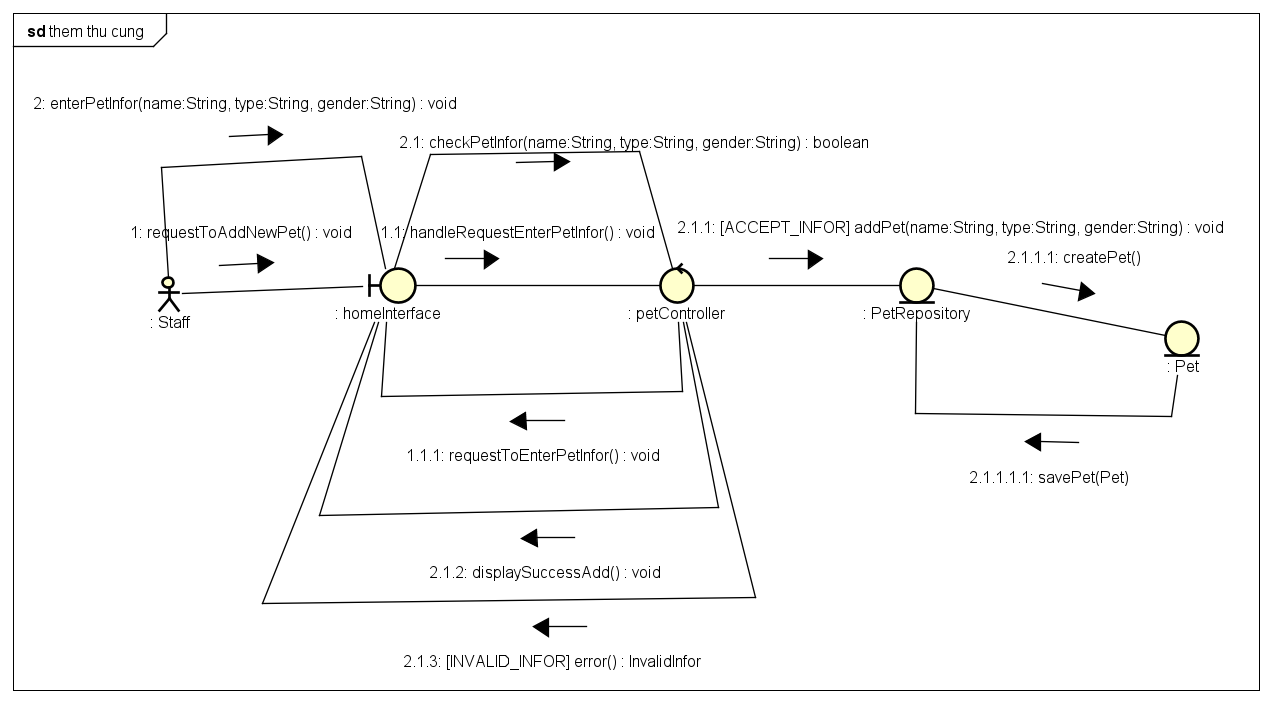 sd them thu cung
2: enterPetInfor(name:String, type:String, gender:String) : void
2.1: checkPetInfor(name:String, type:String, gender:String) : boolean
1: requestToAddNewPet() : void
1.1: handleRequestEnterPetInfor() : void
2.1.1: [ACCEPT_INFOR] addPet(name:String, type:String, gender:String) : void
2.1.1.1: createPet()
: Staff
: homeInterface
: petController
: PetRepository
: Pet
1.1.1: requestToEnterPetInfor() : void
2.1.1.1.1: savePet(Pet)
2.1.2: displaySuccessAdd() : void
2.1.3: [INVALID_INFOR] error() : InvalidInfor